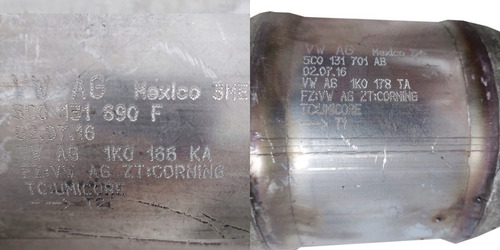 VW AG Mexico 3ME
5C0 131 690 F
02.07.16
VW AG 1K0 166 KA
FZ:VW AG ZT:CORNING
TC:UMICORE
VW AG Mexico
5C0 131 701 AB
02.07.16
VW AG 1K0 178 TA
FZ:VW AG ZT:CORNING
TC:UMICORE